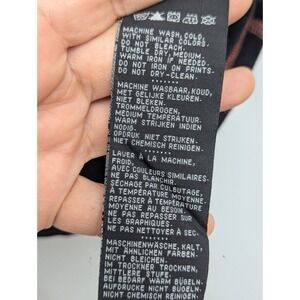 MACHINE WASH, COLD,
WITH SIMILAR COLORS.
DO NOT BLEACH.
TUMBLE DRY, MEDIUM.
WARM IRON IF NEEDED.
DO NOT IRON ON PRINTS.
DO NOT DRY-CLEAN.
.......
MACHINE WASBAAR, KOUD,
MET GELIJKE KLEUREN.
NIET BLEKEN.
TROMMELDROGEN,
MEDIUM TEMPERATUUR.
WARM STRIJKEN INDIEN
NODIG.
OPDRUK NIET STRIJKEN.
NIET CHEMISCH REINIGEN.
.......
LAVER À LA MACHINE,
FROID,
AVEC COULEURS SIMILAIRES.
NE PAS BLANCHIR.
SÉCHAGE PAR CULBUTAGE,
À TEMPÉRATURE MOYENNE.
REPASSER À TEMPÉRATURE
MOYENNE AU BESOIN.
NE PAS REPASSER SUR
LES GRAPHIQUES.
NE PAS NETTOYER À SEC.
.......
MASCHINENWÄSCHE, KALT,
MIT ÄHNLICHEN FARBEN.
NICHT BLEICHEN.
IM TROCKNER TROCKNEN,
MITTLERE STUFE.
BEI BEDARF WARM BÜGELN.
AUFDRUCKE NICHT BÜGELN.
NICHT CHEMISCH REINIGEN.